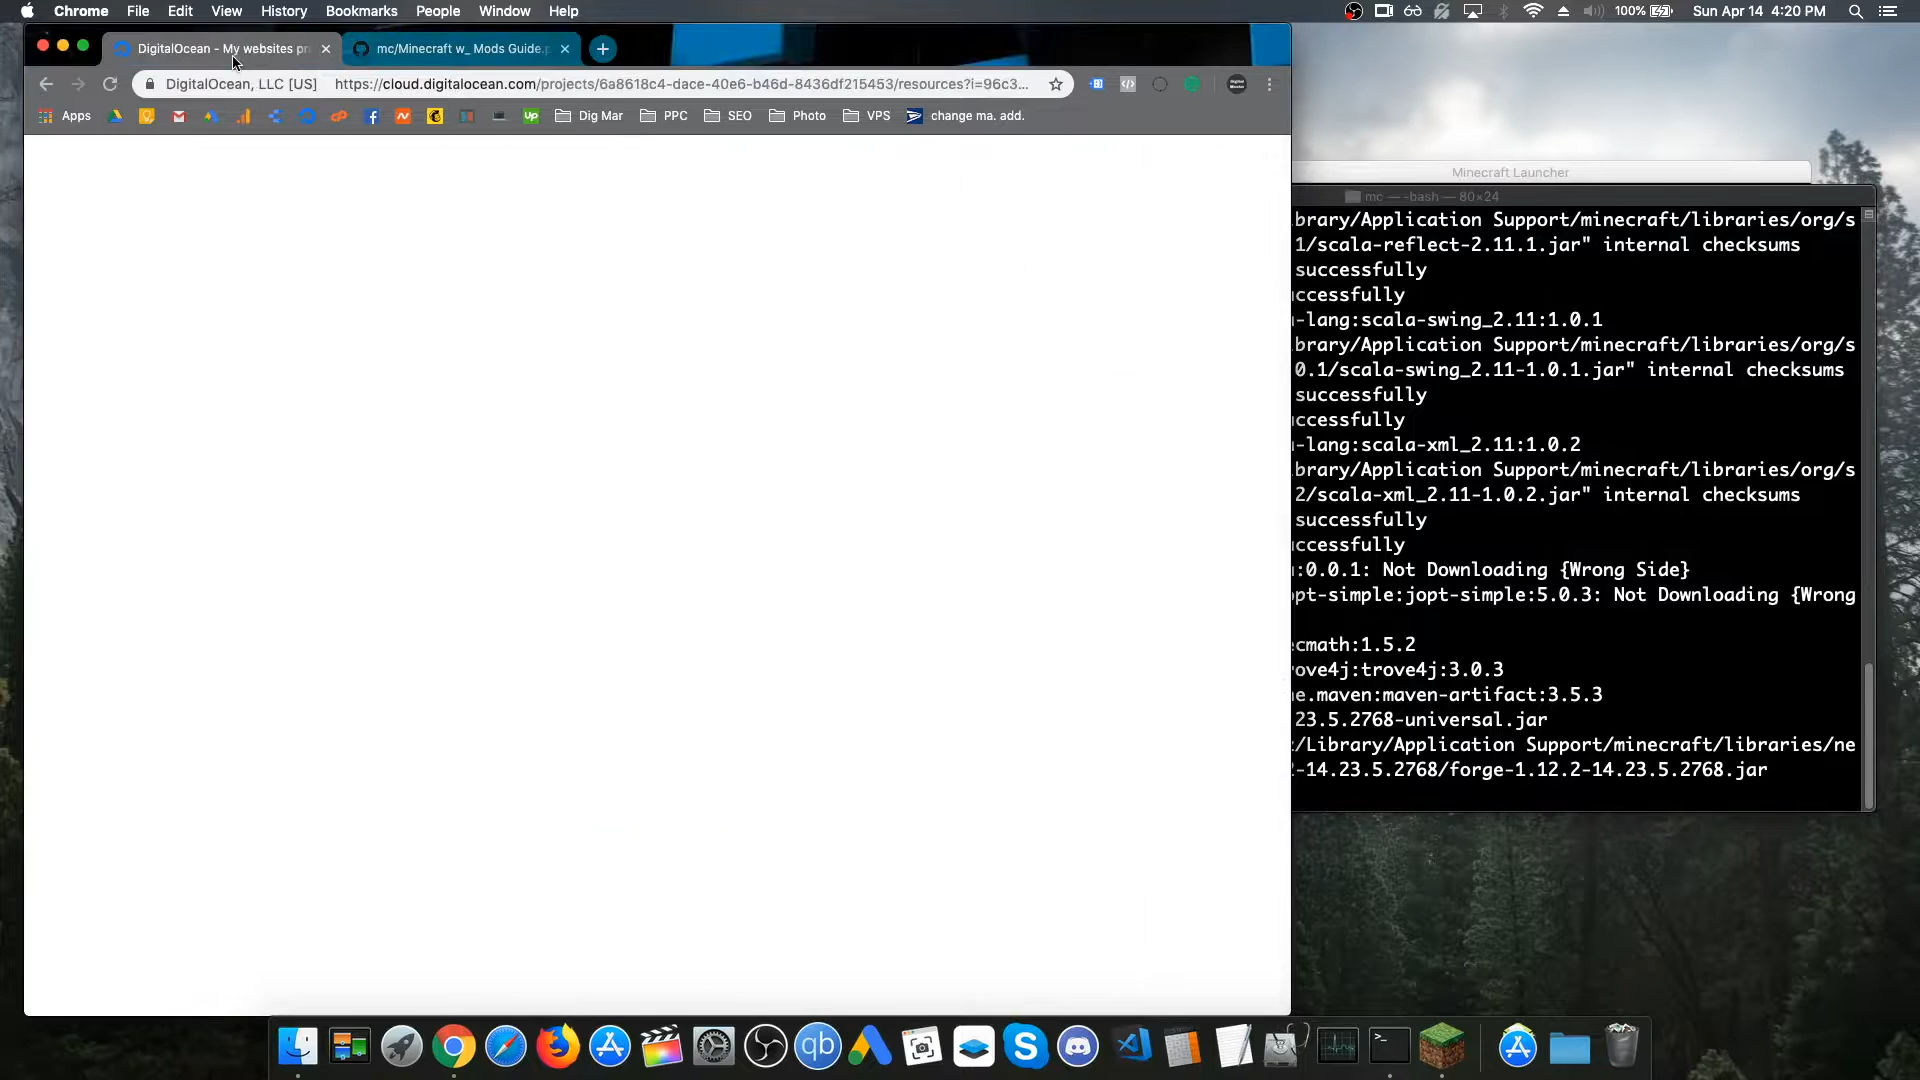 Chrome File Edit View History Bookmarks People Window Help 100% Sun Apr 14 4:20 PM
DigitalOcean - My websites pr
mc/Minecraft w_ Mods Guide.
DigitalOcean, LLC [US] https://cloud.digitalocean.com/projects/6a8618c4-dace-40e6-b46d-8436df215453/resources?i=96c3...
Apps Dig Mar PPC SEO Photo VPS change ma. add.
Minecraft Launcher
mc — -bash — 80×24
brary/Application Support/minecraft/libraries/org/s
1/scala-reflect-2.11.1.jar" internal checksums
successfully
ccessfully
-lang:scala-swing_2.11:1.0.1
brary/Application Support/minecraft/libraries/org/s
0.1/scala-swing_2.11-1.0.1.jar" internal checksums
successfully
ccessfully
-lang:scala-xml_2.11:1.0.2
brary/Application Support/minecraft/libraries/org/s
2/scala-xml_2.11-1.0.2.jar" internal checksums
successfully
ccessfully
:0.0.1: Not Downloading {Wrong Side}
opt-simple:jopt-simple:5.0.3: Not Downloading {Wrong
ecmath:1.5.2
rove4j:trove4j:3.0.3
he.maven:maven-artifact:3.5.3
23.5.2768-universal.jar
/Library/Application Support/minecraft/libraries/ne
-14.23.5.2768/forge-1.12.2-14.23.5.2768.jar